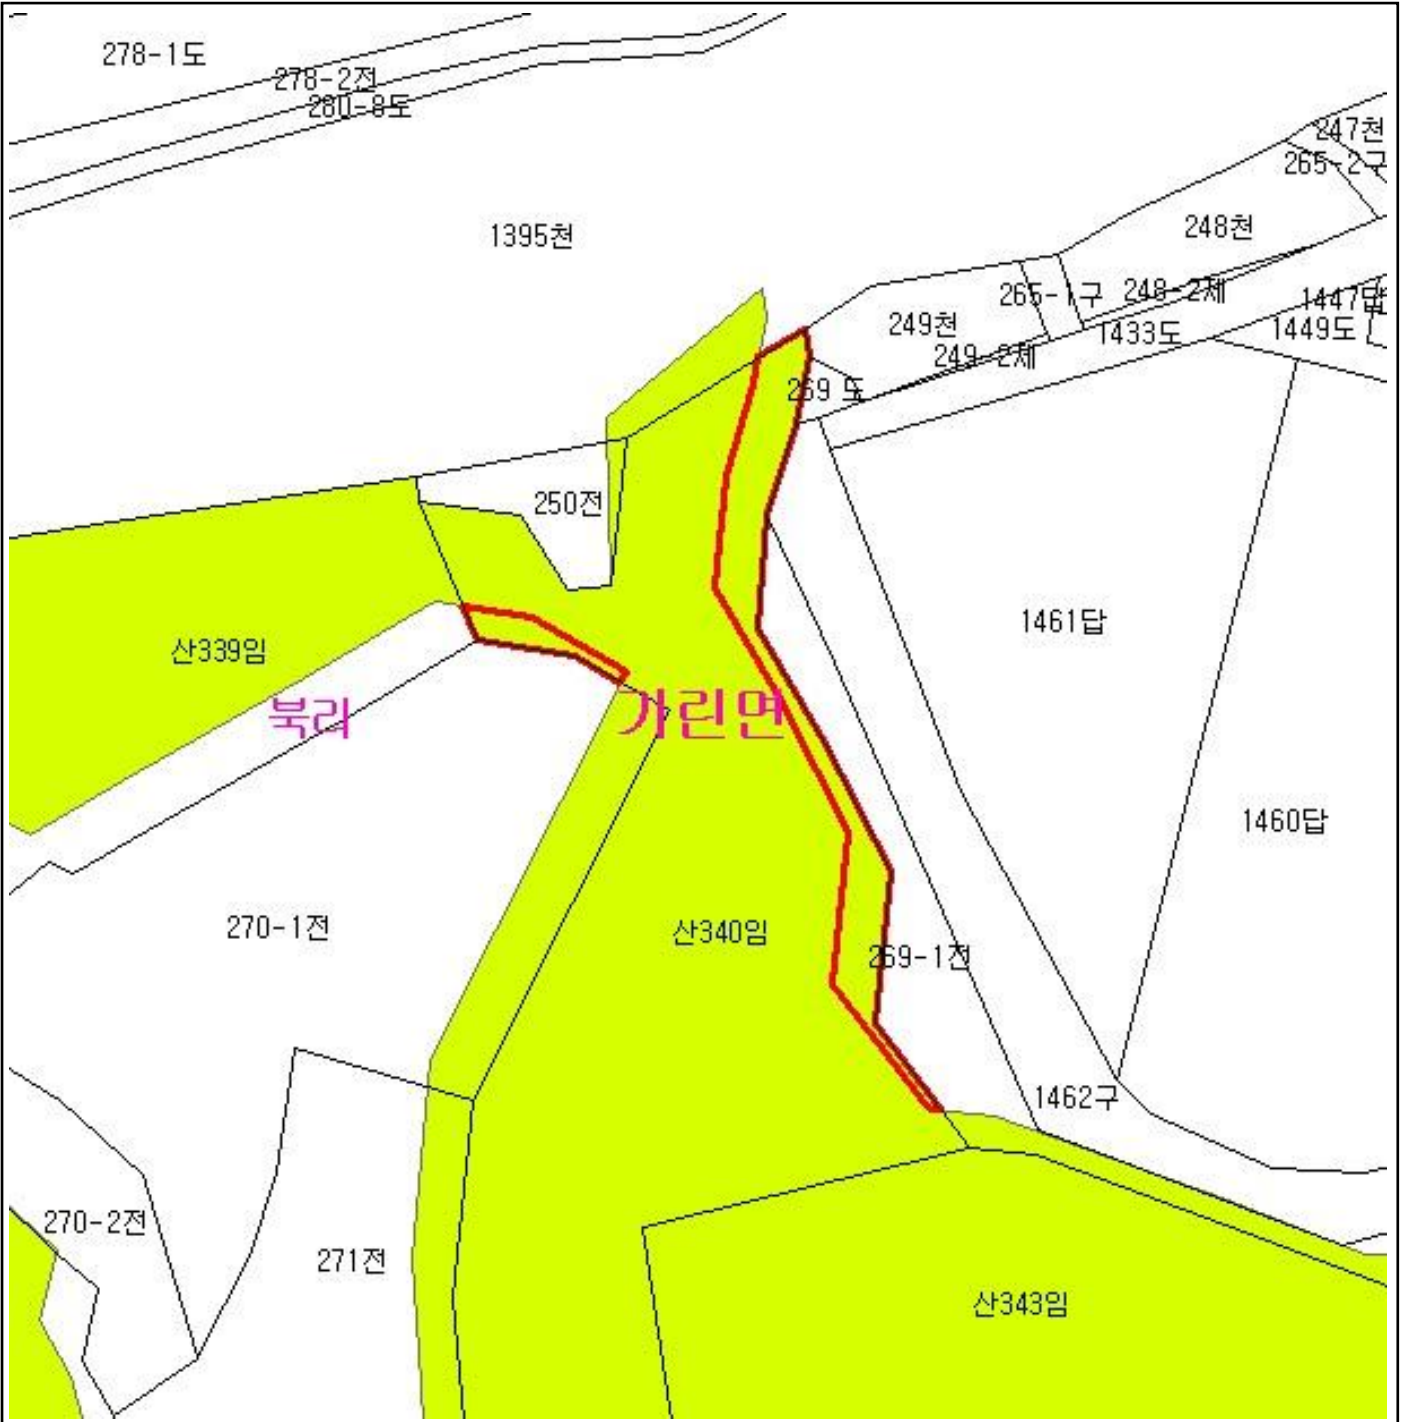 278-1도
278-2전
280-8도
247천
265-2구
248천
1395천
265-1구
248-2제
1447답
249천
1433도
1449도
249-2제
269 도
250전
1461답
산339임
북리
가린면
1460답
270-1전
산340임
269-1전
1462구
270-2전
271전
산343임